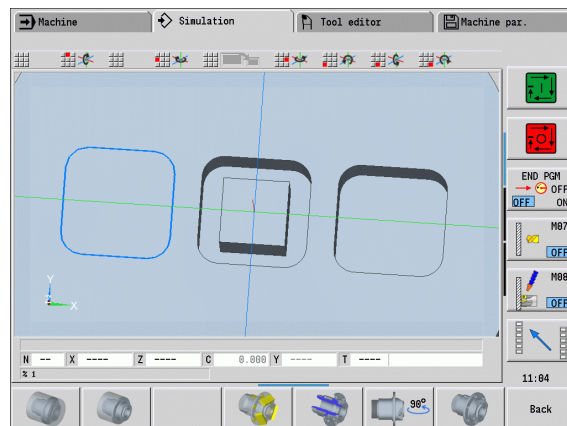 Machine Simulation Tool editor Machine par.
END PGM
OFF
OFF ON
M07
OFF
Y
Z X
M08
OFF
N -- X ---- Z ---- C 0.000 Y ---- T ----
% 1
11:04
90°
Back